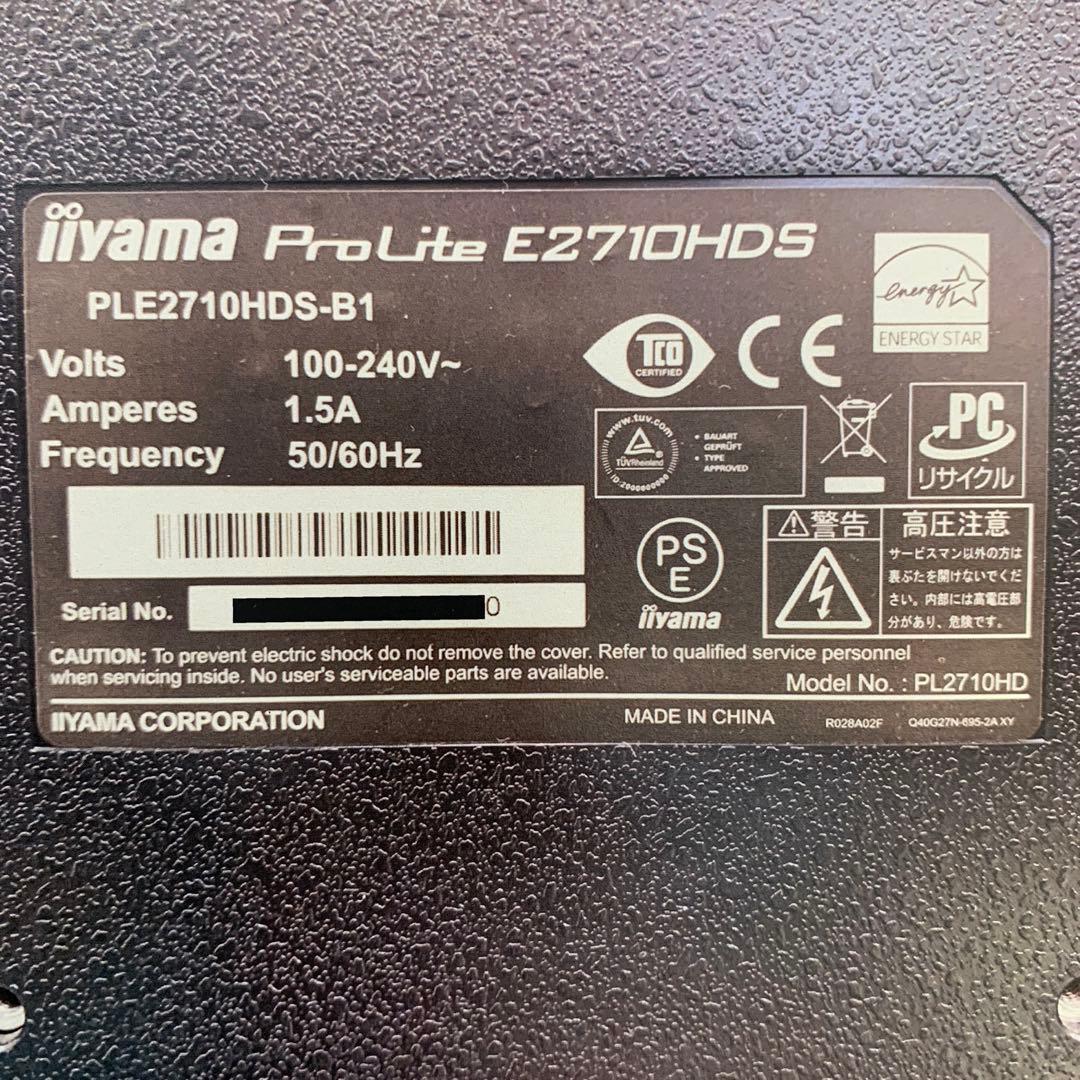 iiyama ProLite E2710HDS
PLE2710HDS-B1
Volts 100-240V~
Amperes 1.5A
Frequency 50/60Hz
Serial No. 0
TCO
CERTIFIED
CE
energy
ENERGY STAR
www.tuv.com
TÜVRheinland
®
ID:2000000000
• BAUART
GEPRÜFT
• TYPE
APPROVED
PC
リサイクル
PS
E
iiyama
警告
高圧注意
サービスマン以外の方は
裏ぶたを開けないでくだ
さい。内部には高電圧部
分があり、危険です。
CAUTION: To prevent electric shock do not remove the cover. Refer to qualified service personnel
when servicing inside. No user's serviceable parts are available.
Model No. : PL2710HD
IIYAMA CORPORATION MADE IN CHINA R028A02F Q40G27N-695-2A XY